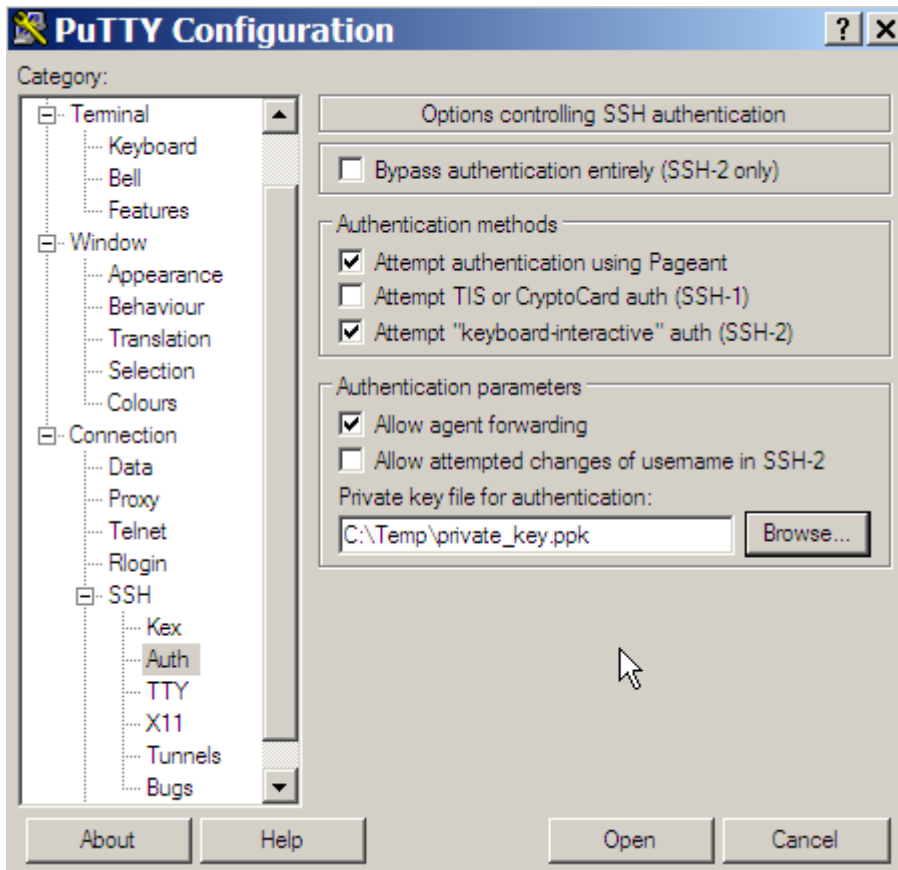 PuTTY Configuration
?
Category:
Terminal
Keyboard
Bell
Features
Window
Appearance
Behaviour
Translation
Selection
Colours
Connection
Data
Proxy
Telnet
Rlogin
SSH
Kex
Auth
TTY
X11
Tunnels
Bugs
Options controlling SSH authentication
Bypass authentication entirely (SSH-2 only)
Authentication methods
Attempt authentication using Pageant
Attempt TIS or CryptoCard auth (SSH-1)
Attempt "keyboard-interactive" auth (SSH-2)
Authentication parameters
Allow agent forwarding
Allow attempted changes of username in SSH-2
Private key file for authentication:
C:\Temp\private_key.ppk
Browse...
About
Help
Open
Cancel